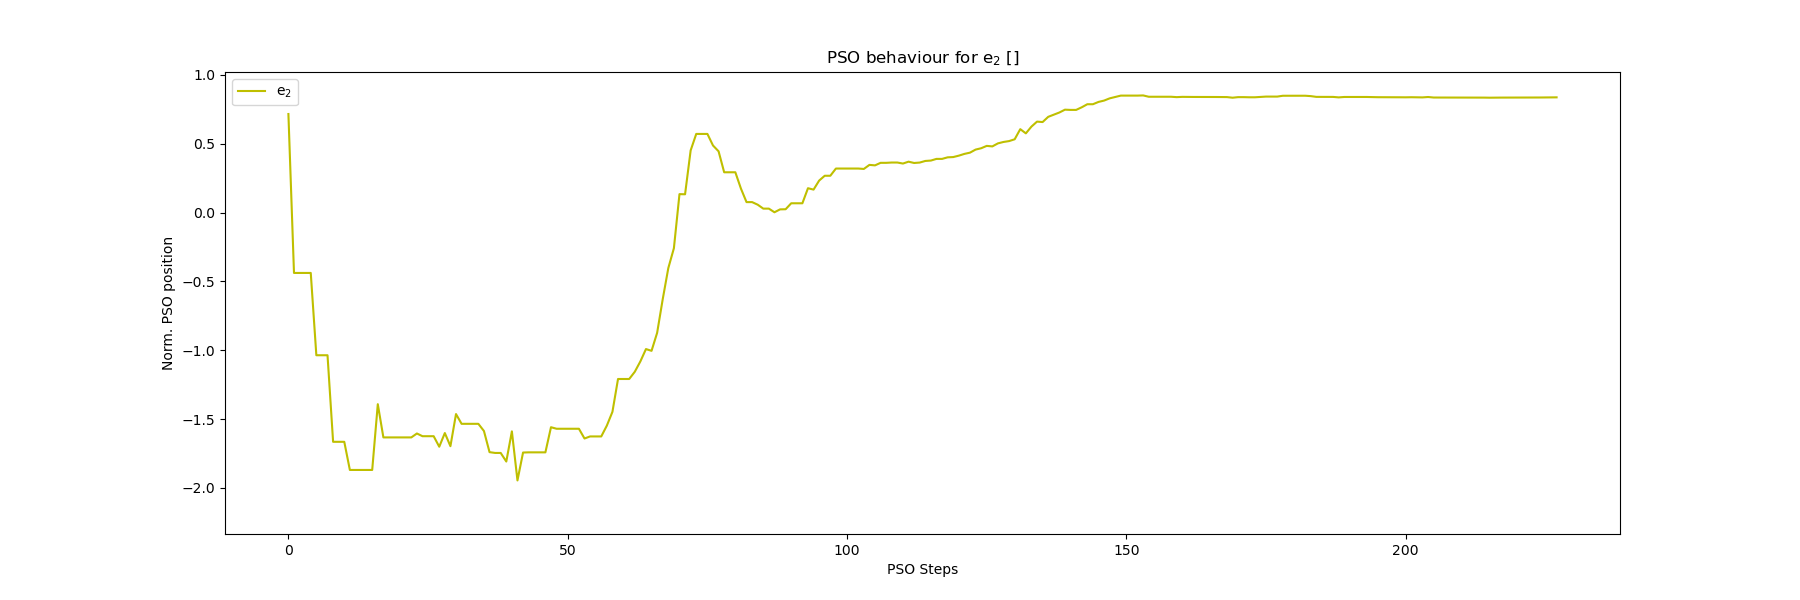 PSO behaviour for e₂ []
e₂
Norm. PSO position
1.0
0.5
0.0
−0.5
−1.0
−1.5
−2.0
0 50 100 150 200
PSO Steps